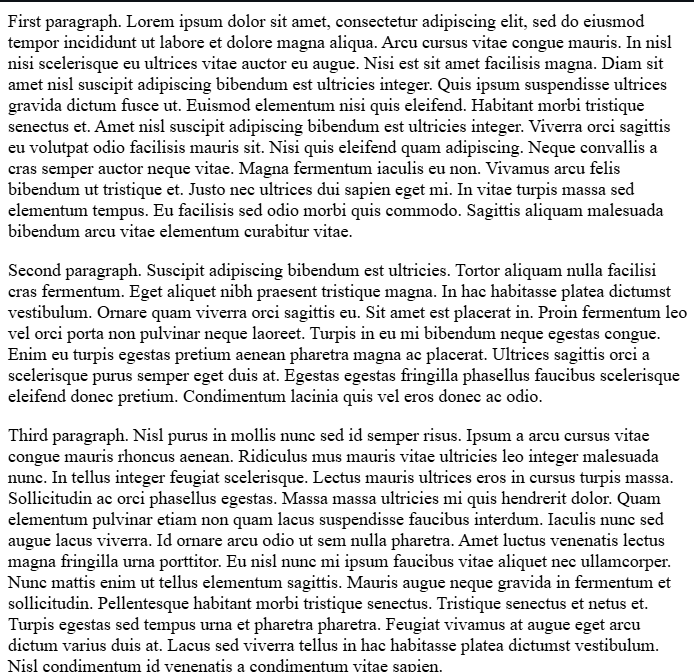 First paragraph. Lorem ipsum dolor sit amet, consectetur adipiscing elit, sed do eiusmod
tempor incididunt ut labore et dolore magna aliqua. Arcu cursus vitae congue mauris. In nisl
nisi scelerisque eu ultrices vitae auctor eu augue. Nisi est sit amet facilisis magna. Diam sit
amet nisl suscipit adipiscing bibendum est ultricies integer. Quis ipsum suspendisse ultrices
gravida dictum fusce ut. Euismod elementum nisi quis eleifend. Habitant morbi tristique
senectus et. Amet nisl suscipit adipiscing bibendum est ultricies integer. Viverra orci sagittis
eu volutpat odio facilisis mauris sit. Nisi quis eleifend quam adipiscing. Neque convallis a
cras semper auctor neque vitae. Magna fermentum iaculis eu non. Vivamus arcu felis
bibendum ut tristique et. Justo nec ultrices dui sapien eget mi. In vitae turpis massa sed
elementum tempus. Eu facilisis sed odio morbi quis commodo. Sagittis aliquam malesuada
bibendum arcu vitae elementum curabitur vitae.
Second paragraph. Suscipit adipiscing bibendum est ultricies. Tortor aliquam nulla facilisi
cras fermentum. Eget aliquet nibh praesent tristique magna. In hac habitasse platea dictumst
vestibulum. Ornare quam viverra orci sagittis eu. Sit amet est placerat in. Proin fermentum leo
vel orci porta non pulvinar neque laoreet. Turpis in eu mi bibendum neque egestas congue.
Enim eu turpis egestas pretium aenean pharetra magna ac placerat. Ultrices sagittis orci a
scelerisque purus semper eget duis at. Egestas egestas fringilla phasellus faucibus scelerisque
eleifend donec pretium. Condimentum lacinia quis vel eros donec ac odio.
Third paragraph. Nisl purus in mollis nunc sed id semper risus. Ipsum a arcu cursus vitae
congue mauris rhoncus aenean. Ridiculus mus mauris vitae ultricies leo integer malesuada
nunc. In tellus integer feugiat scelerisque. Lectus mauris ultrices eros in cursus turpis massa.
Sollicitudin ac orci phasellus egestas. Massa massa ultricies mi quis hendrerit dolor. Quam
elementum pulvinar etiam non quam lacus suspendisse faucibus interdum. Iaculis nunc sed
augue lacus viverra. Id ornare arcu odio ut sem nulla pharetra. Amet luctus venenatis lectus
magna fringilla urna porttitor. Eu nisl nunc mi ipsum faucibus vitae aliquet nec ullamcorper.
Nunc mattis enim ut tellus elementum sagittis. Mauris augue neque gravida in fermentum et
sollicitudin. Pellentesque habitant morbi tristique senectus. Tristique senectus et netus et.
Turpis egestas sed tempus urna et pharetra pharetra. Feugiat vivamus at augue eget arcu
dictum varius duis at. Lacus sed viverra tellus in hac habitasse platea dictumst vestibulum.
Nisl condimentum id venenatis a condimentum vitae sapien.